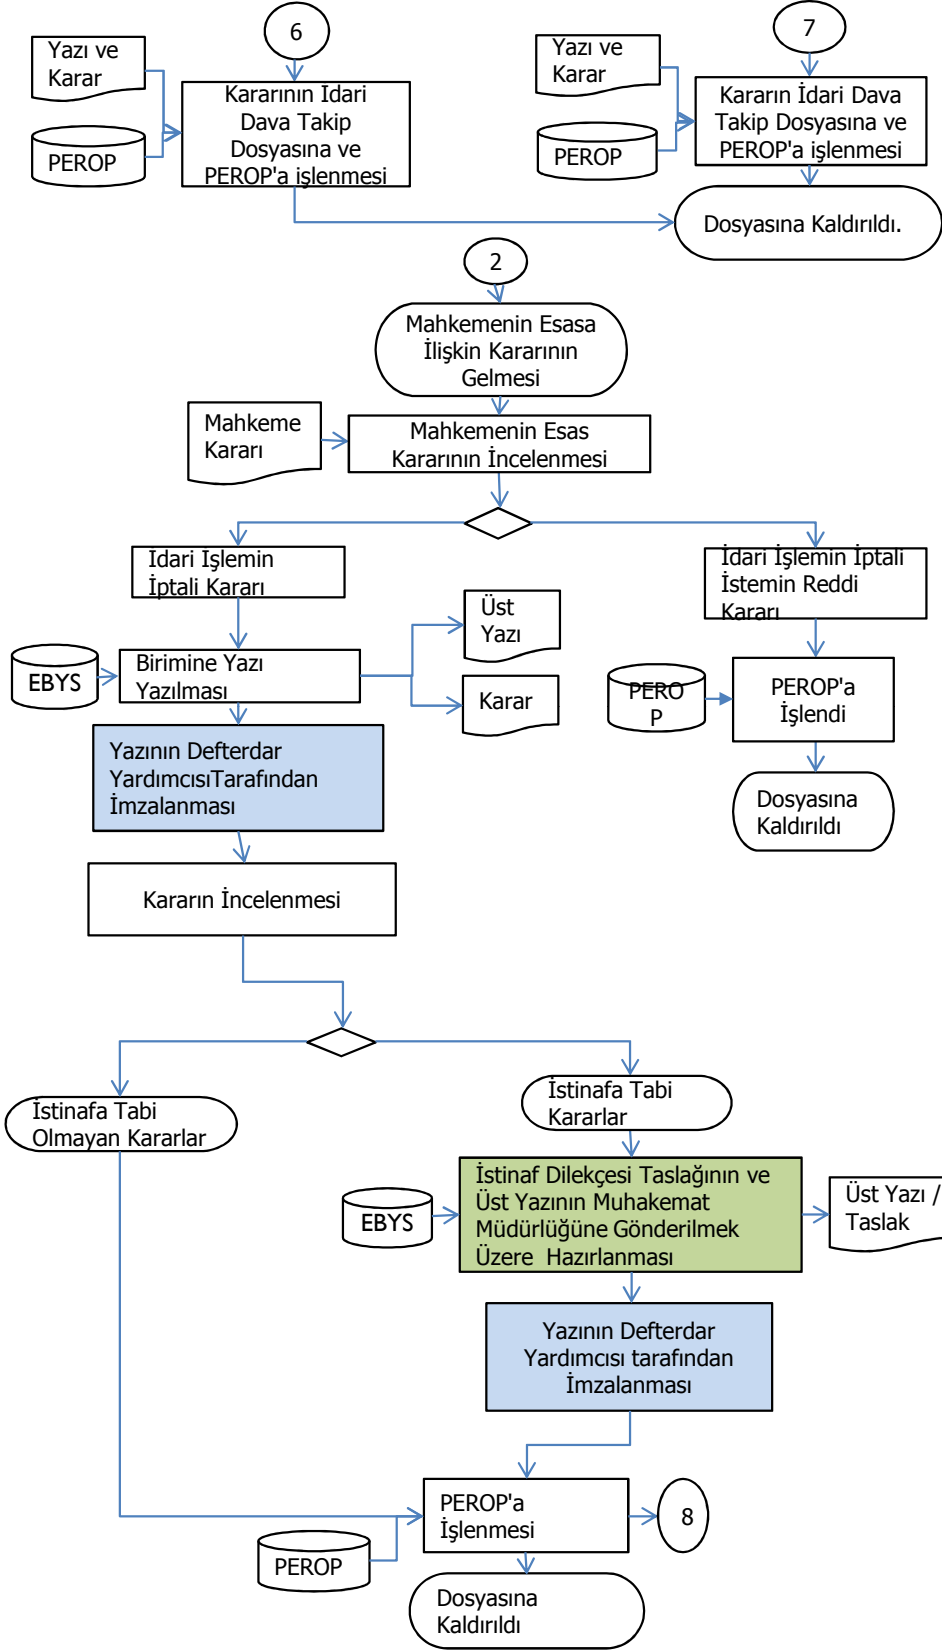 6
Yazı ve
Karar
PEROP
Kararının İdari
Dava Takip
Dosyasına ve
PEROP'a işlenmesi
7
Yazı ve
Karar
PEROP
Kararın İdari Dava
Takip Dosyasına ve
PEROP'a işlenmesi
Dosyasına Kaldırıldı.
2
Mahkemenin Esasa
İlişkin Kararının
Gelmesi
Mahkeme
Kararı
Mahkemenin Esas
Kararının İncelenmesi
İdari İşlemin
İptali Kararı
İdari İşlemin İptali
İstemin Reddi
Kararı
Üst
Yazı
EBYS
Birimine Yazı
Yazılması
Karar
PERO
P
PEROP'a
İşlendi
Yazının Defterdar
YardımcısıTarafından
İmzalanması
Dosyasına
Kaldırıldı
Kararın İncelenmesi
İstinafa Tabi
Olmayan Kararlar
İstinafa Tabi
Kararlar
EBYS
İstinaf Dilekçesi Taslağının ve
Üst Yazının Muhakemat
Müdürlüğüne Gönderilmek
Üzere  Hazırlanması
Üst Yazı /
Taslak
Yazının Defterdar
Yardımcısı tarafından
İmzalanması
PEROP'a
İşlenmesi
8
PEROP
Dosyasına
Kaldırıldı